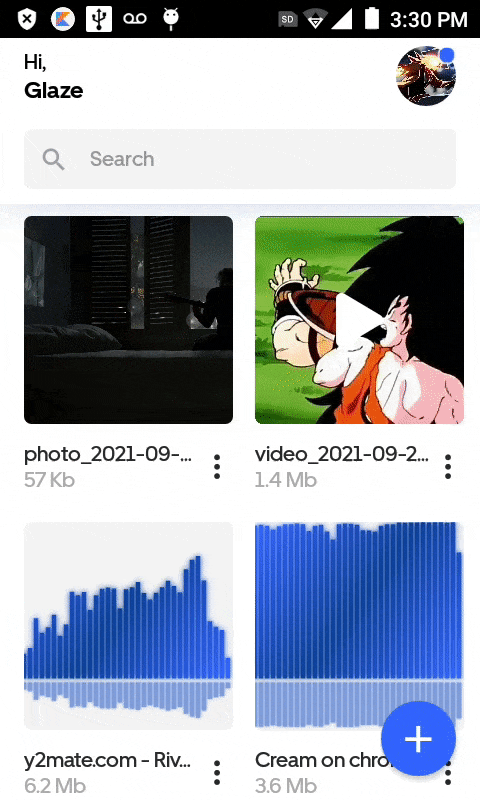 SD
3:30 PM
Hi,
Glaze
Search
photo_2021-09-...
57 Kb
video_2021-09-2...
1.4 Mb
y2mate.com - Riv...
6.2 Mb
Cream on chro
3.6 Mb